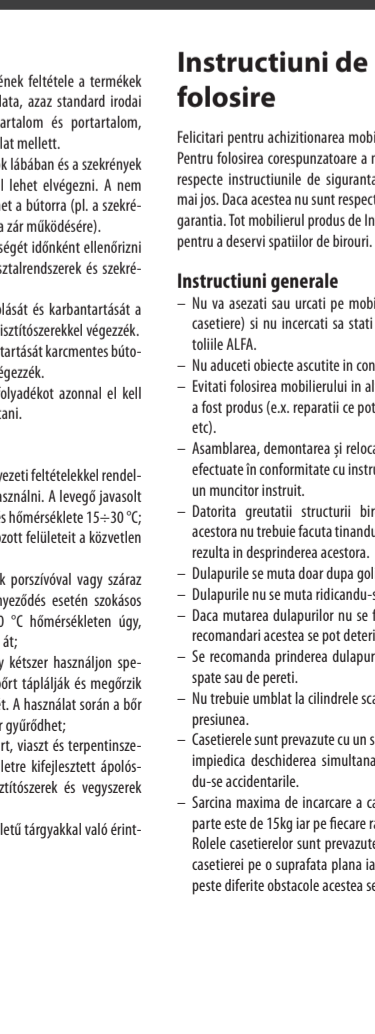 ének feltétele a termékek
lata, azaz standard irodai
artalom és portartalom,
lat mellett.
ok lábában és a szekrények
l lehet elvégezni. A nem
het a bútorra (pl. a szekré-
a zár működésére).
ségét időnként ellenőrizni
sztalrendszerek és szekré-
olását és karbantartását a
isztítószerekkel végezzék.
tartását karcmentes búto-
égezzék.
olyadékot azonnal el kell
tani.
yezeti feltételekkel rendel-
asználni. A levegő javasolt
es hőmérséklete 15÷30 °C;
ozott felületeit a közvetlen
k porszívóval vagy száraz
nyeződés esetén szokásos
0 °C hőmérsékleten úgy,
át;
y kétszer használjon spe-
bőrt táplálják és megőrzik
et. A használat során a bőr
r gyűrődhet;
rt, viaszt és terpentinsze-
letre kifejlesztett ápolós-
ztítószerek és vegyszerek
letű tárgyakkal való érint-
Instructiuni de
folosire
Felicitari pentru achizitionarea mobi
Pentru folosirea corespunzatoare a m
respecte instructiunile de siguranta
mai jos. Daca acestea nu sunt respect
garantia. Tot mobilierul produs de In
pentru a deservi spatiilor de birouri.
Instructiuni generale
– Nu va asezati sau urcati pe mobi
casetiere) si nu incercati sa stati
toliile ALFA.
– Nu aduceti obiecte ascutite in con
– Evitati folosirea mobilierului in al
a fost produs (e.x. reparatii ce pot
etc).
– Asamblarea, demontarea și reloca
efectuate în conformitate cu instru
un muncitor instruit.
– Datorita greutatii structurii bir
acestora nu trebuie facuta tinandu
rezulta in desprinderea acestora.
– Dulapurile se muta doar dupa gol
– Dulapurile nu se muta ridicandu-s
– Daca mutarea dulapurilor nu se f
recomandari acestea se pot deteri
– Se recomanda prinderea dulapur
spate sau de pereti.
– Nu trebuie umblat la cilindrele sca
presiunea.
– Casetierele sunt prevazute cu un s
impiedica deschiderea simultana
du-se accidentarile.
– Sarcina maxima de incarcare a ca
parte este de 15kg iar pe fiecare ra
Rolele casetierelor sunt prevazute
casetierei pe o suprafata plana ia
peste diferite obstacole acestea se